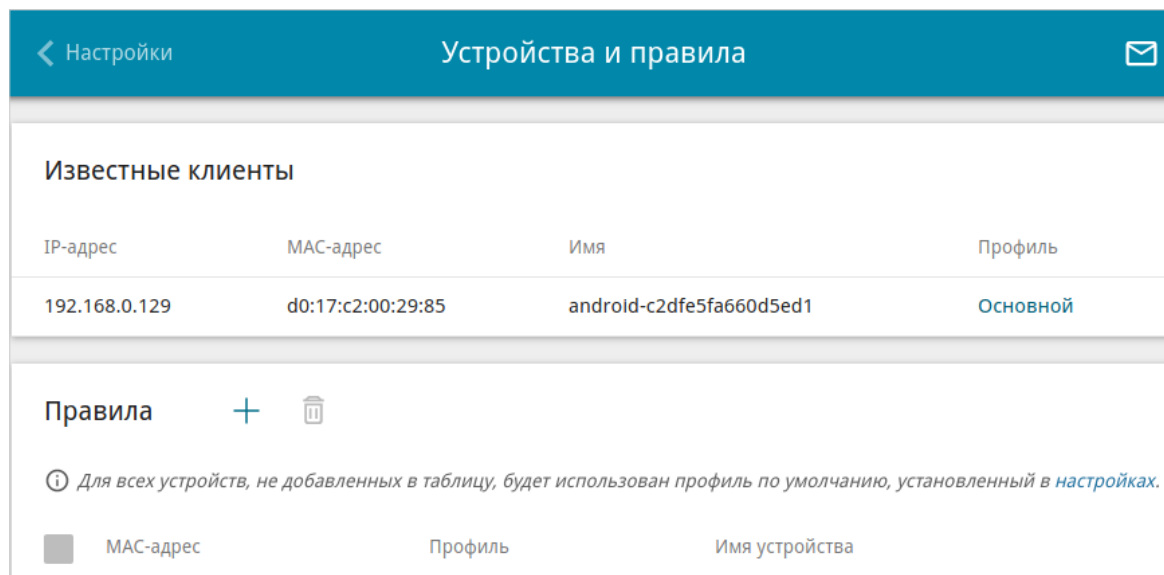 Настройки Устройства и правила
Известные клиенты
IP-адрес MAC-адрес Имя Профиль
192.168.0.129 d0:17:c2:00:29:85 android-c2dfe5fa660d5ed1 Основной
Правила
Для всех устройств, не добавленных в таблицу, будет использован профиль по умолчанию, установленный в настройках.
MAC-адрес Профиль Имя устройства